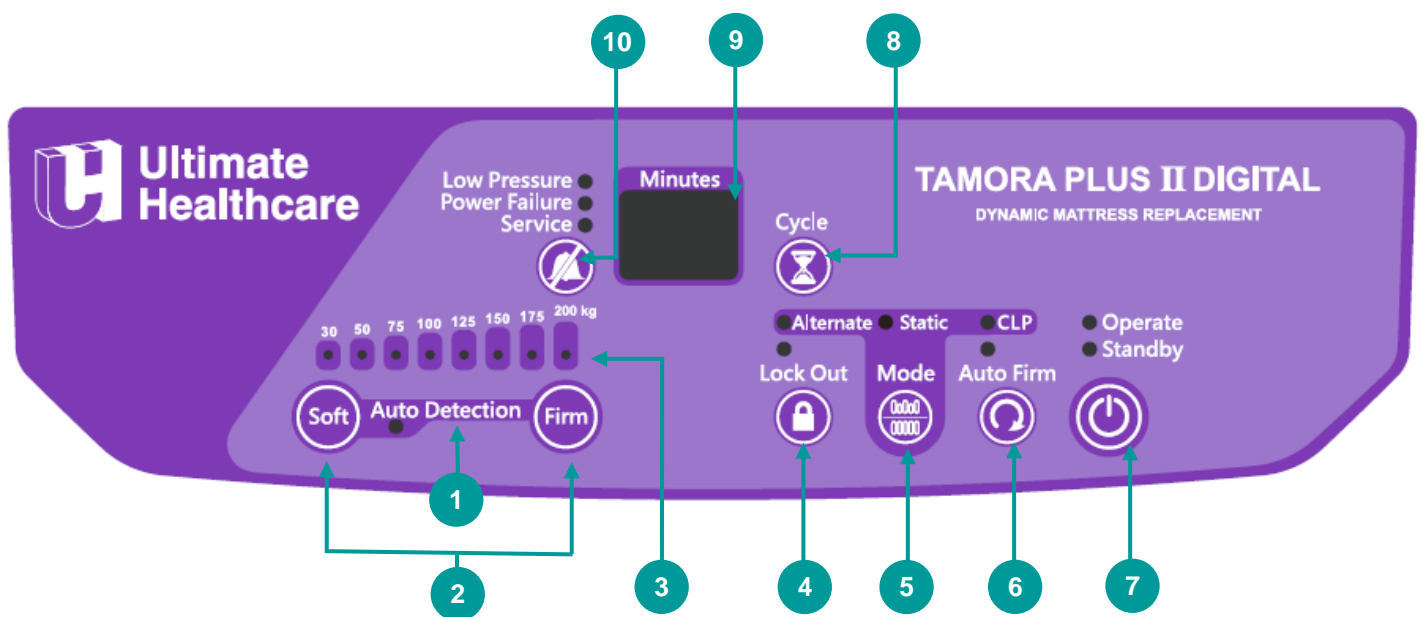 10 9 8
Ultimate
Healthcare
Low Pressure
Power Failure
Service
Minutes
Cycle
TAMORA PLUS II DIGITAL
DYNAMIC MATTRESS REPLACEMENT
30 50 75 100 125 150 175 200 kg
Soft Auto Detection Firm
Alternate Static CLP
Lock Out Mode Auto Firm
Operate
Standby
1
2 3 4 5 6 7